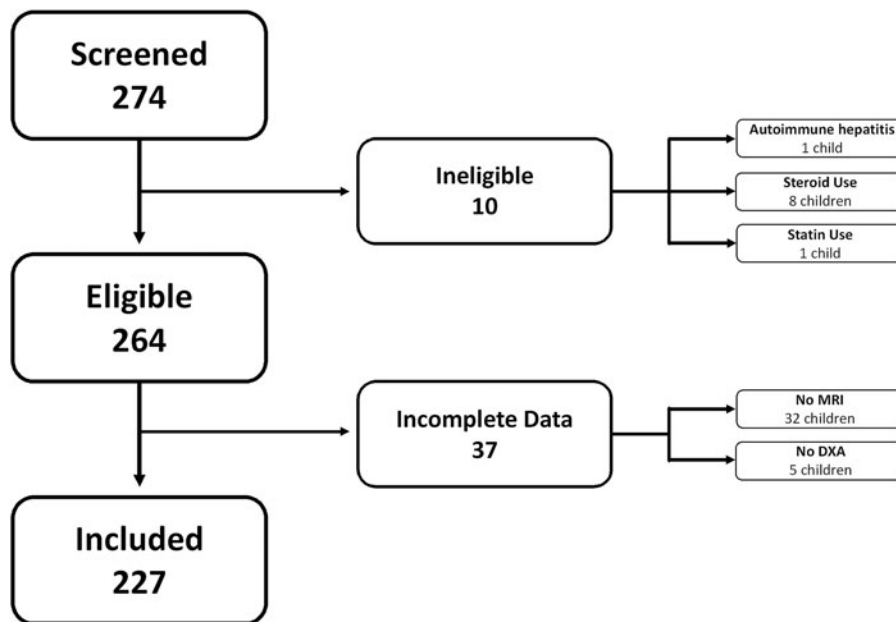 Screened
274
Ineligible
10
Autoimmune hepatitis
1 child
Steroid Use
8 children
Statin Use
1 child
Eligible
264
Incomplete Data
37
No MRI
32 children
No DXA
5 children
Included
227